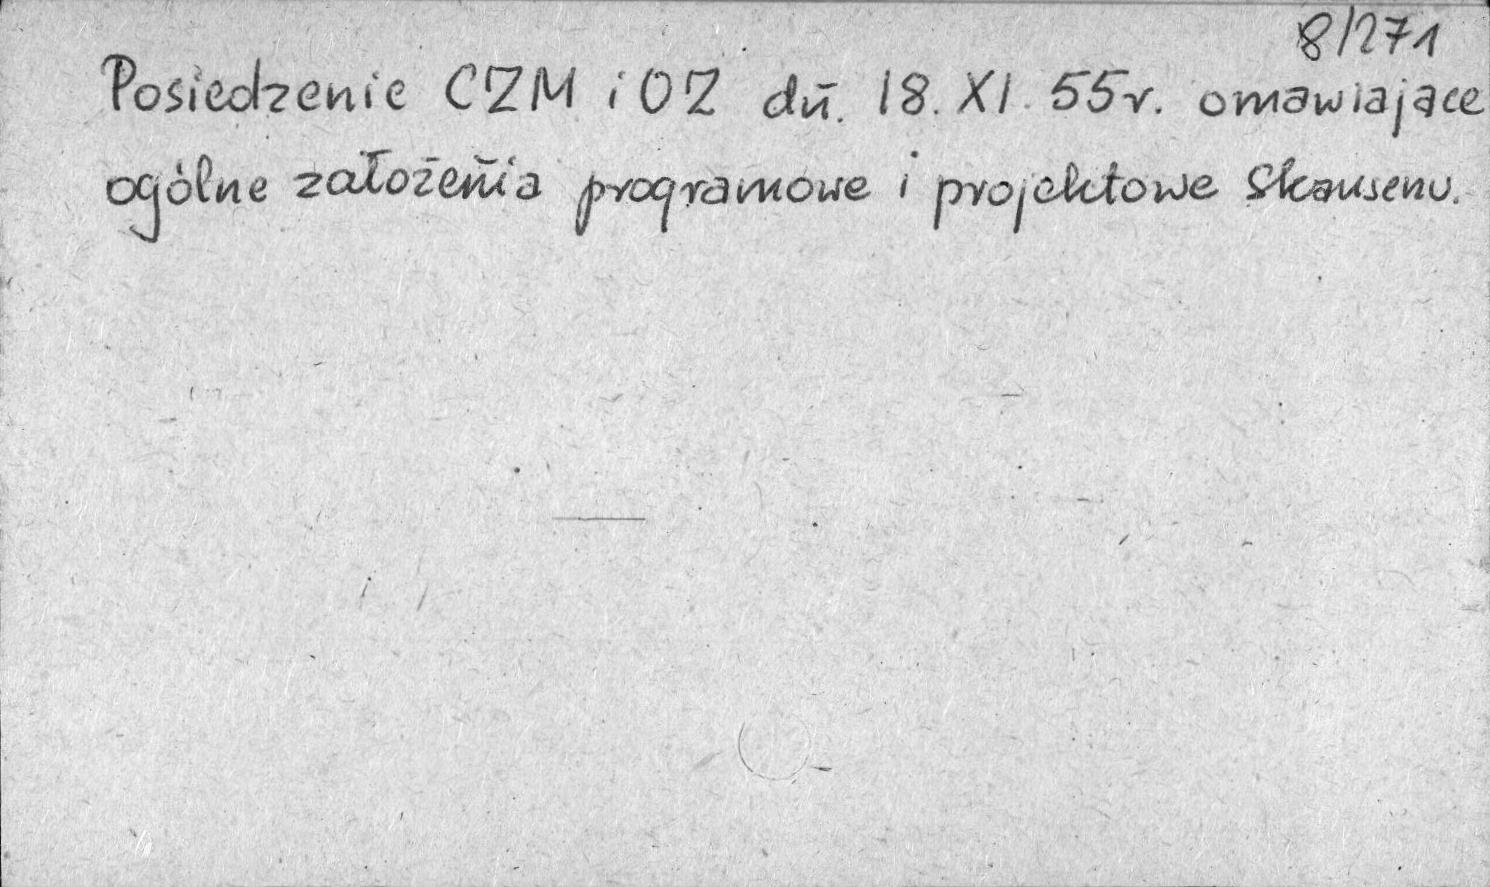 8/271
Posiedzenie CZM i OZ dn. 18. XI. 55r. omawiające
ogólne założenia programowe i projektowe Skansenu.